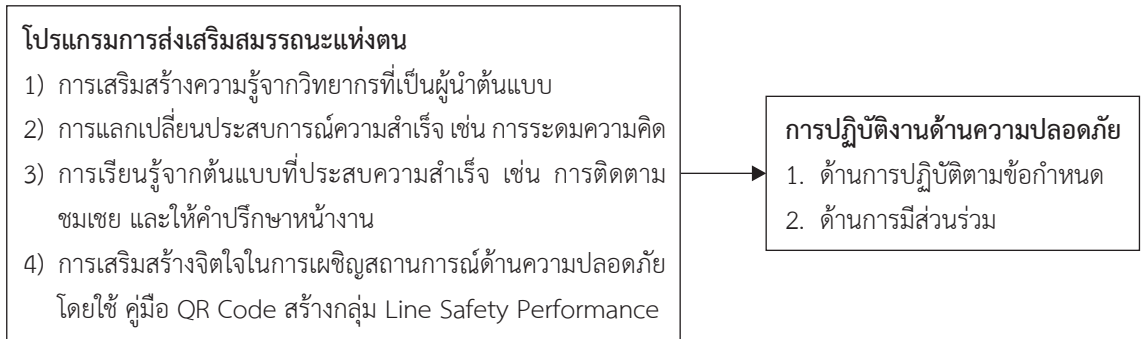 โปรแกรมการส่งเสริมสมรรถนะแห่งตน
1) การเสริมสร้างความรู้จากวิทยากรที่เป็นผู้นำต้นแบบ
2) การแลกเปลี่ยนประสบการณ์ความสำเร็จ เช่น การระดมความคิด
3) การเรียนรู้จากต้นแบบที่ประสบความสำเร็จ เช่น การติดตาม
ชมเชย และให้คำปรึกษาหน้างาน
4) การเสริมสร้างจิตใจในการเผชิญสถานการณ์ด้านความปลอดภัย
โดยใช้ คู่มือ QR Code สร้างกลุ่ม Line Safety Performance
การปฏิบัติงานด้านความปลอดภัย
1. ด้านการปฏิบัติตามข้อกำหนด
2. ด้านการมีส่วนร่วม